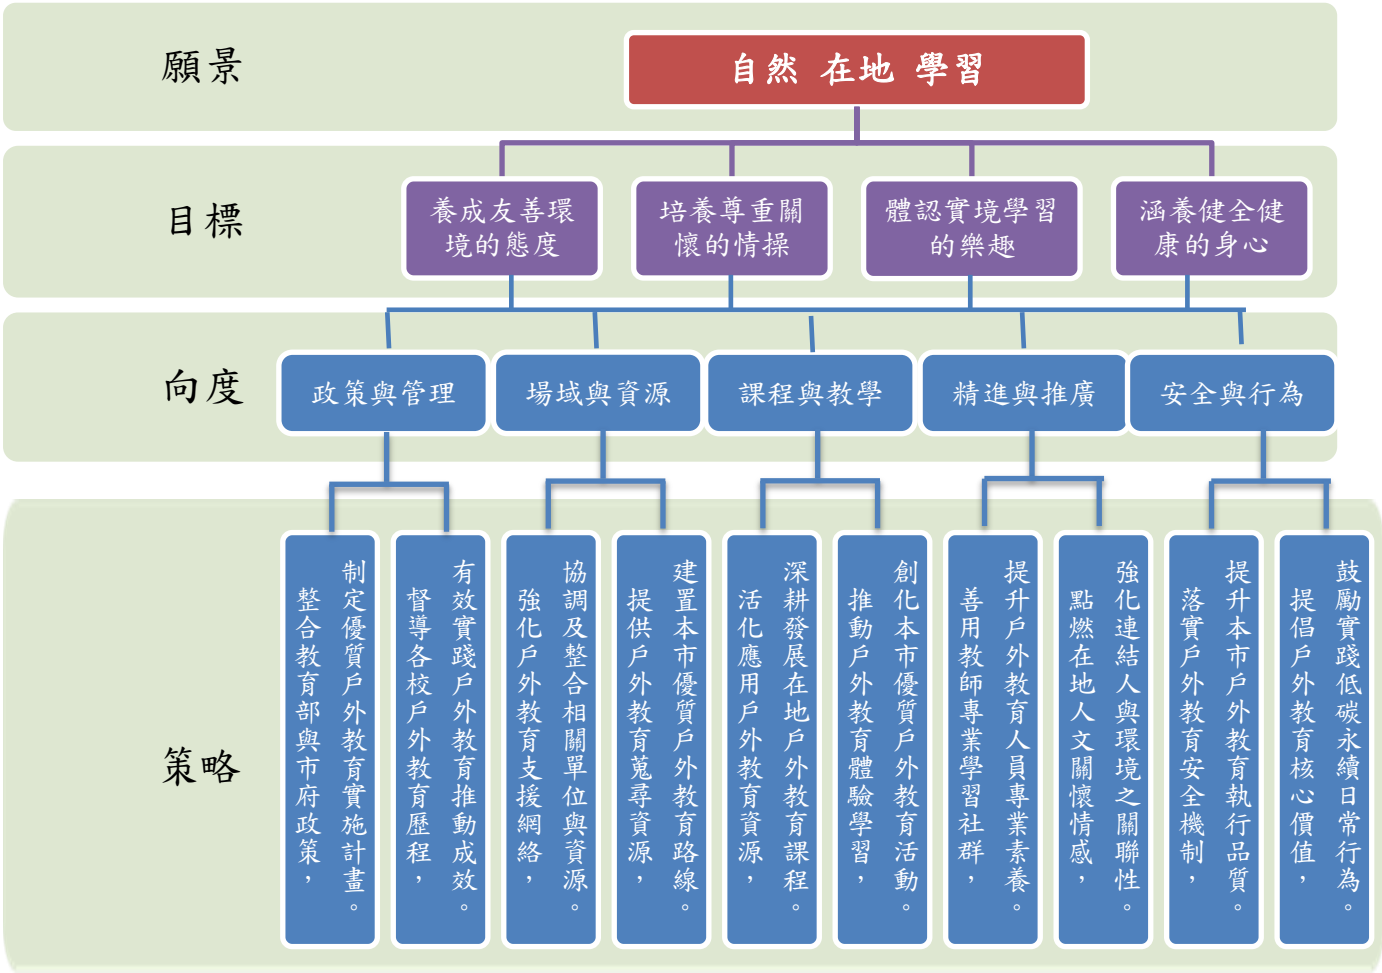 願景
自然 在地 學習
目標
養成友善環
境的態度
培養尊重關
懷的情操
體認實境學習
的樂趣
涵養健全健
康的身心
向度
政策與管理
場域與資源
課程與教學
精進與推廣
安全與行為
策略
整合教育部與市府政策，
制定優質戶外教育實施計畫。
督導各校戶外教育歷程，
有效實踐戶外教育推動成效。
強化戶外教育支援網絡，
協調及整合相關單位與資源。
提供戶外教育蒐尋資源，
建置本市優質戶外教育路線。
活化應用戶外教育資源，
深耕發展在地戶外教育課程。
推動戶外教育體驗學習，
創化本市優質戶外教育活動。
善用教師專業學習社群，
提升戶外教育人員專業素養。
點燃在地人文關懷情感，
強化連結人與環境之關聯性。
落實戶外教育安全機制，
提升本市戶外教育執行品質。
提倡戶外教育核心價值，
鼓勵實踐低碳永續日常行為。